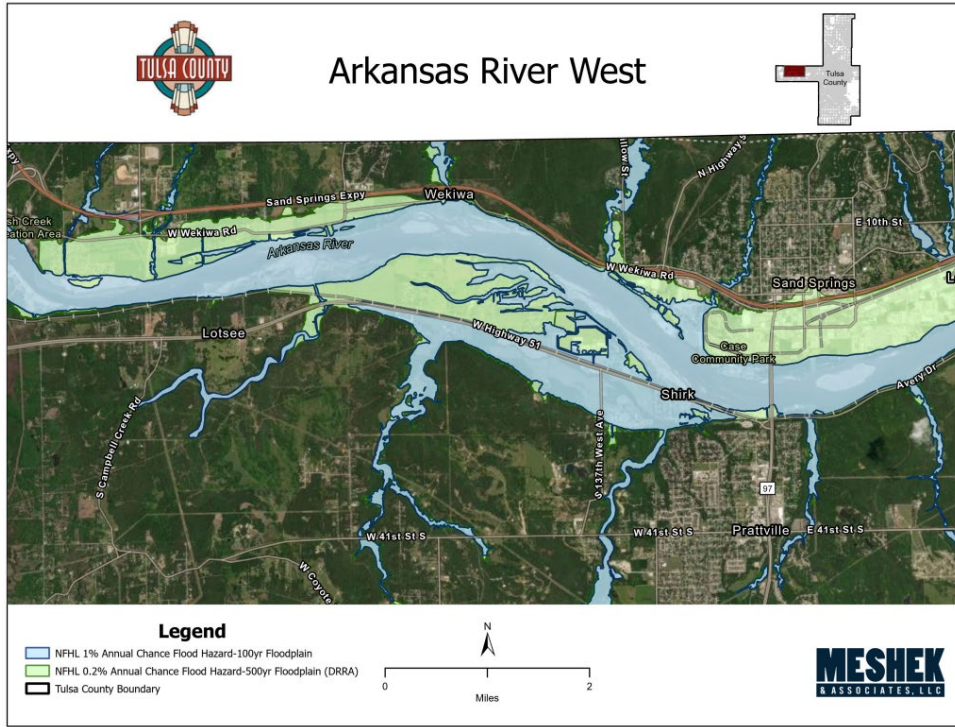 TULSA COUNTY
Arkansas River West
Tulsa
County
Sand Springs Expy
Wekiwa
N Highway
E 10th St
W Wekiwa Rd
Arkansas River
W Wekiwa Rd
Sand Springs
Lotsee
W Highway 51
Case
Community Park
Shirk
Avery Dr
S Campbell Creek Rd
S 137th West Ave
97
W 41st St S
W 41st St S
Prattville
E 41st St S
W Coyote
Legend
NFHL 1% Annual Chance Flood Hazard-100yr Floodplain
NFHL 0.2% Annual Chance Flood Hazard-500yr Floodplain (DRRA)
Tulsa County Boundary
N
0
2
Miles
MESHEK
& ASSOCIATES, LLC